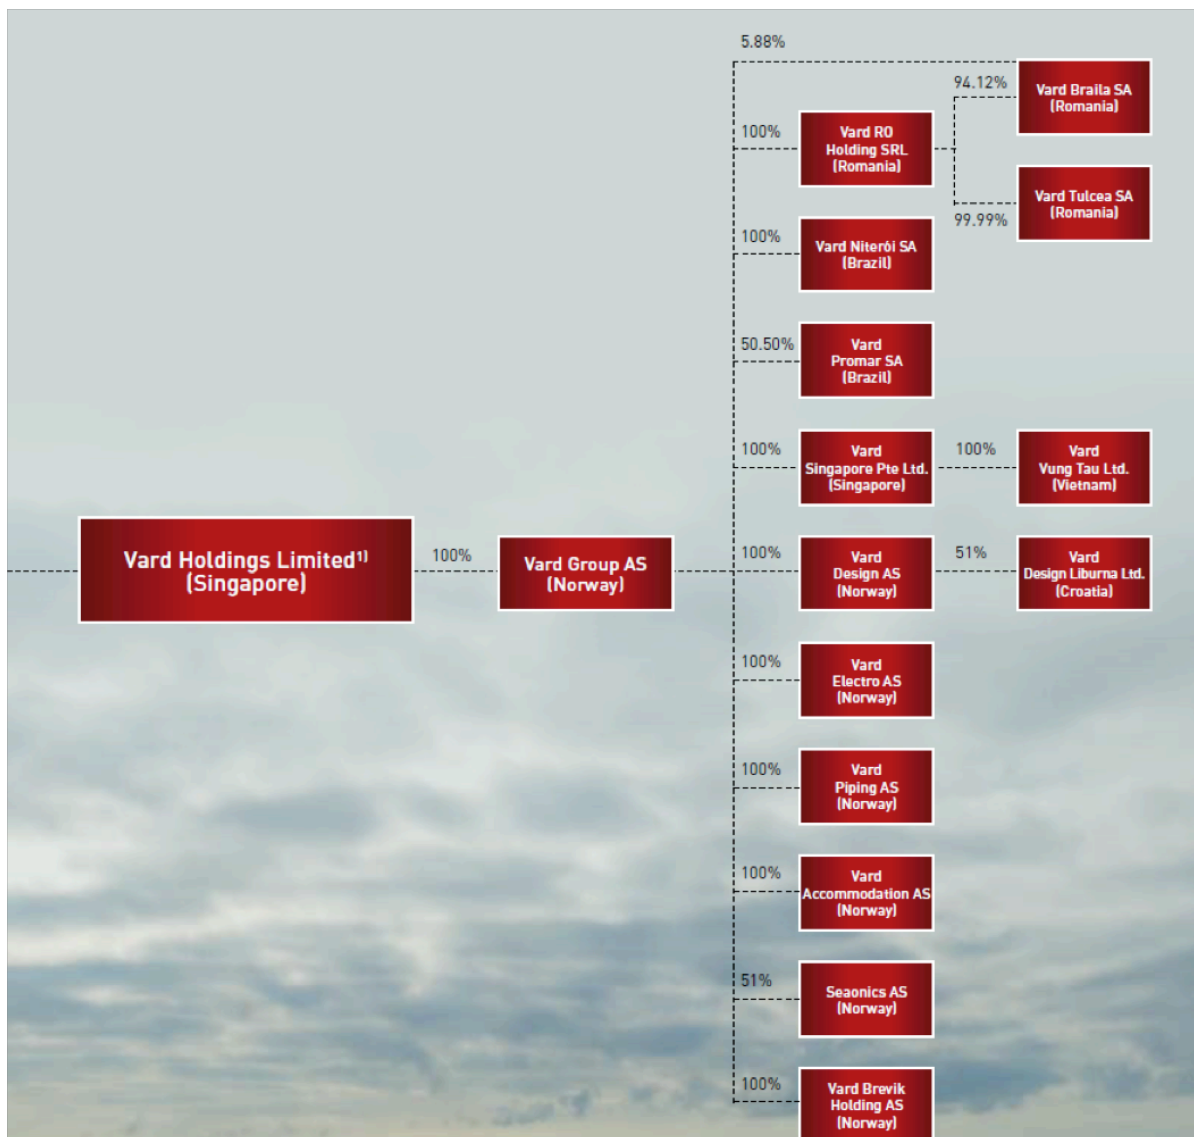 5.88%
94.12%
Vard Braila SA
(Romania)
100%
Vard RO
Holding SRL
(Romania)
Vard Tulcea SA
(Romania)
99.99%
100%
Vard Niterói SA
(Brazil)
50.50%
Vard
Promar SA
(Brazil)
100%
Vard
Singapore Pte Ltd.
(Singapore)
100%
Vard
Vung Tau Ltd.
(Vietnam)
Vard Holdings Limited¹⁾
(Singapore)
100%
Vard Group AS
(Norway)
100%
Vard
Design AS
(Norway)
51%
Vard
Design Liburna Ltd.
(Croatia)
100%
Vard
Electro AS
(Norway)
100%
Vard
Piping AS
(Norway)
100%
Vard
Accommodation AS
(Norway)
51%
Seaonics AS
(Norway)
100%
Vard Brevik
Holding AS
(Norway)